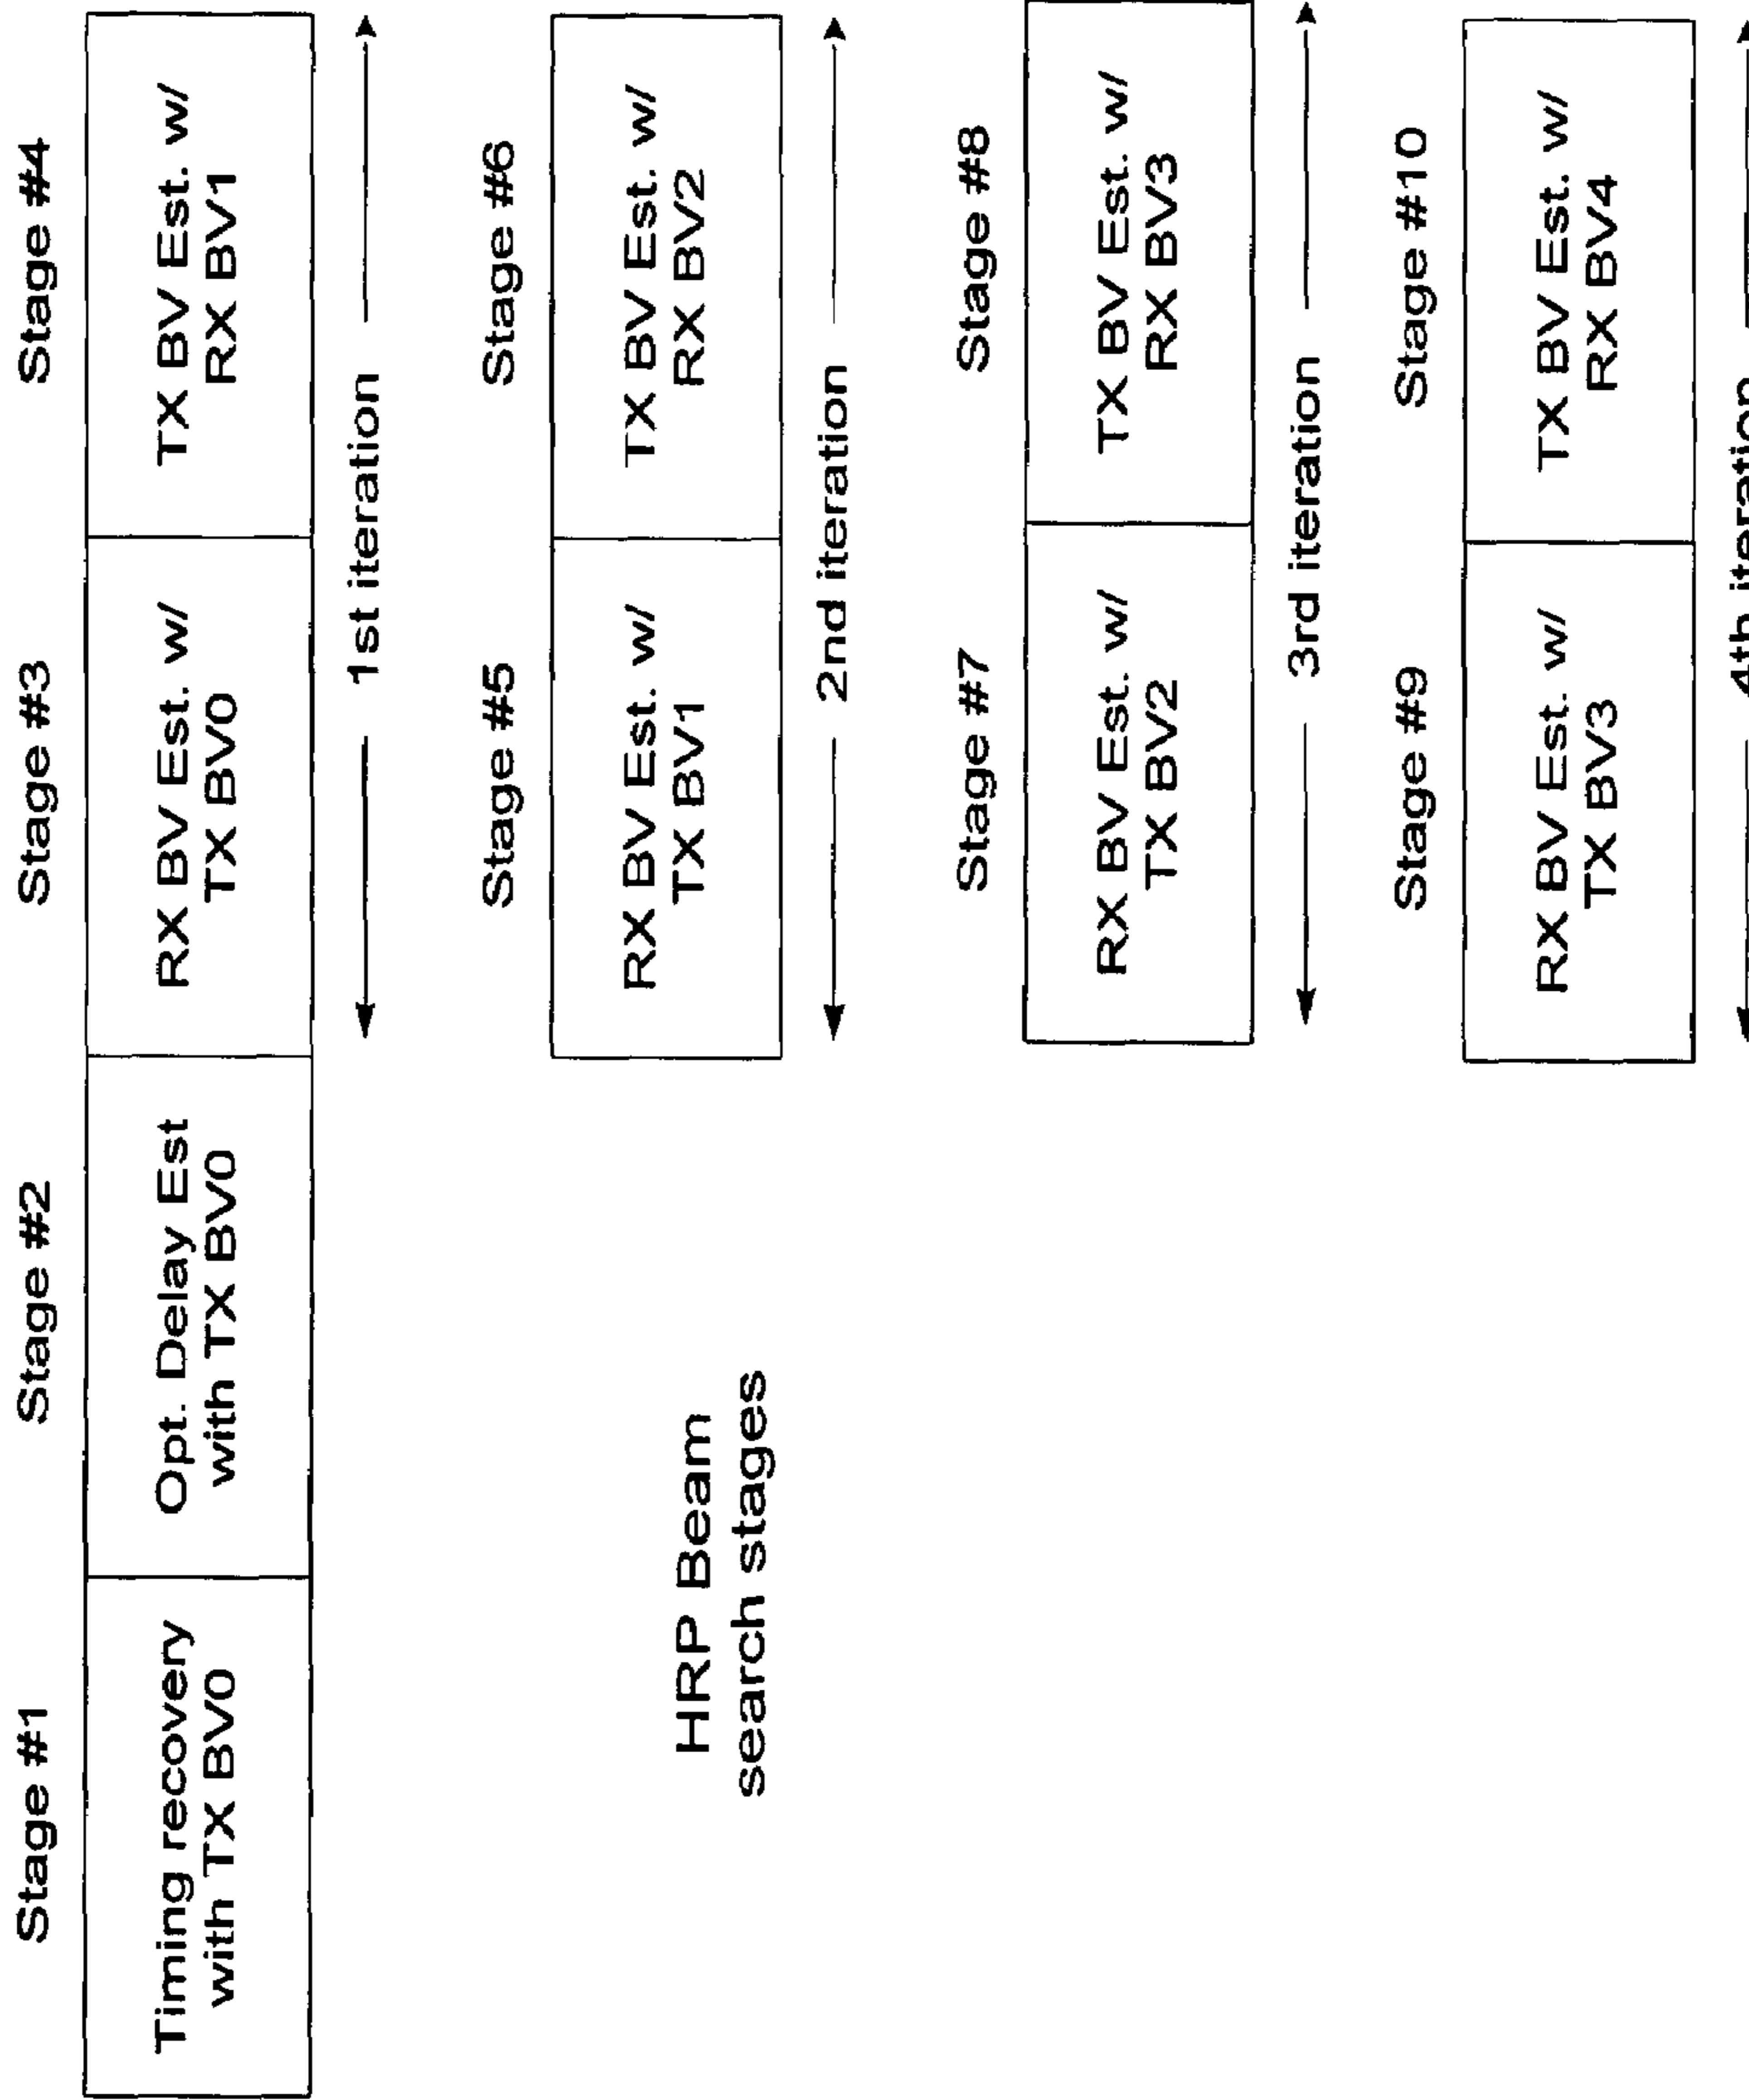 Stage #1
Stage #2
Stage #3
Stage #4
Timing recovery
with TX BV0
Opt. Delay Est
with TX BV0
RX BV Est. w/
TX BV0
TX BV Est. w/
RX BV1
1st iteration
Stage #5
Stage #6
RX BV Est. w/
TX BV1
TX BV Est. w/
RX BV2
HRP Beam
search stages
2nd iteration
Stage #7
Stage #8
RX BV Est. w/
TX BV2
TX BV Est. w/
RX BV3
3rd iteration
Stage #9
Stage #10
RX BV Est. w/
TX BV3
TX BV Est. w/
RX BV4
4th iteration